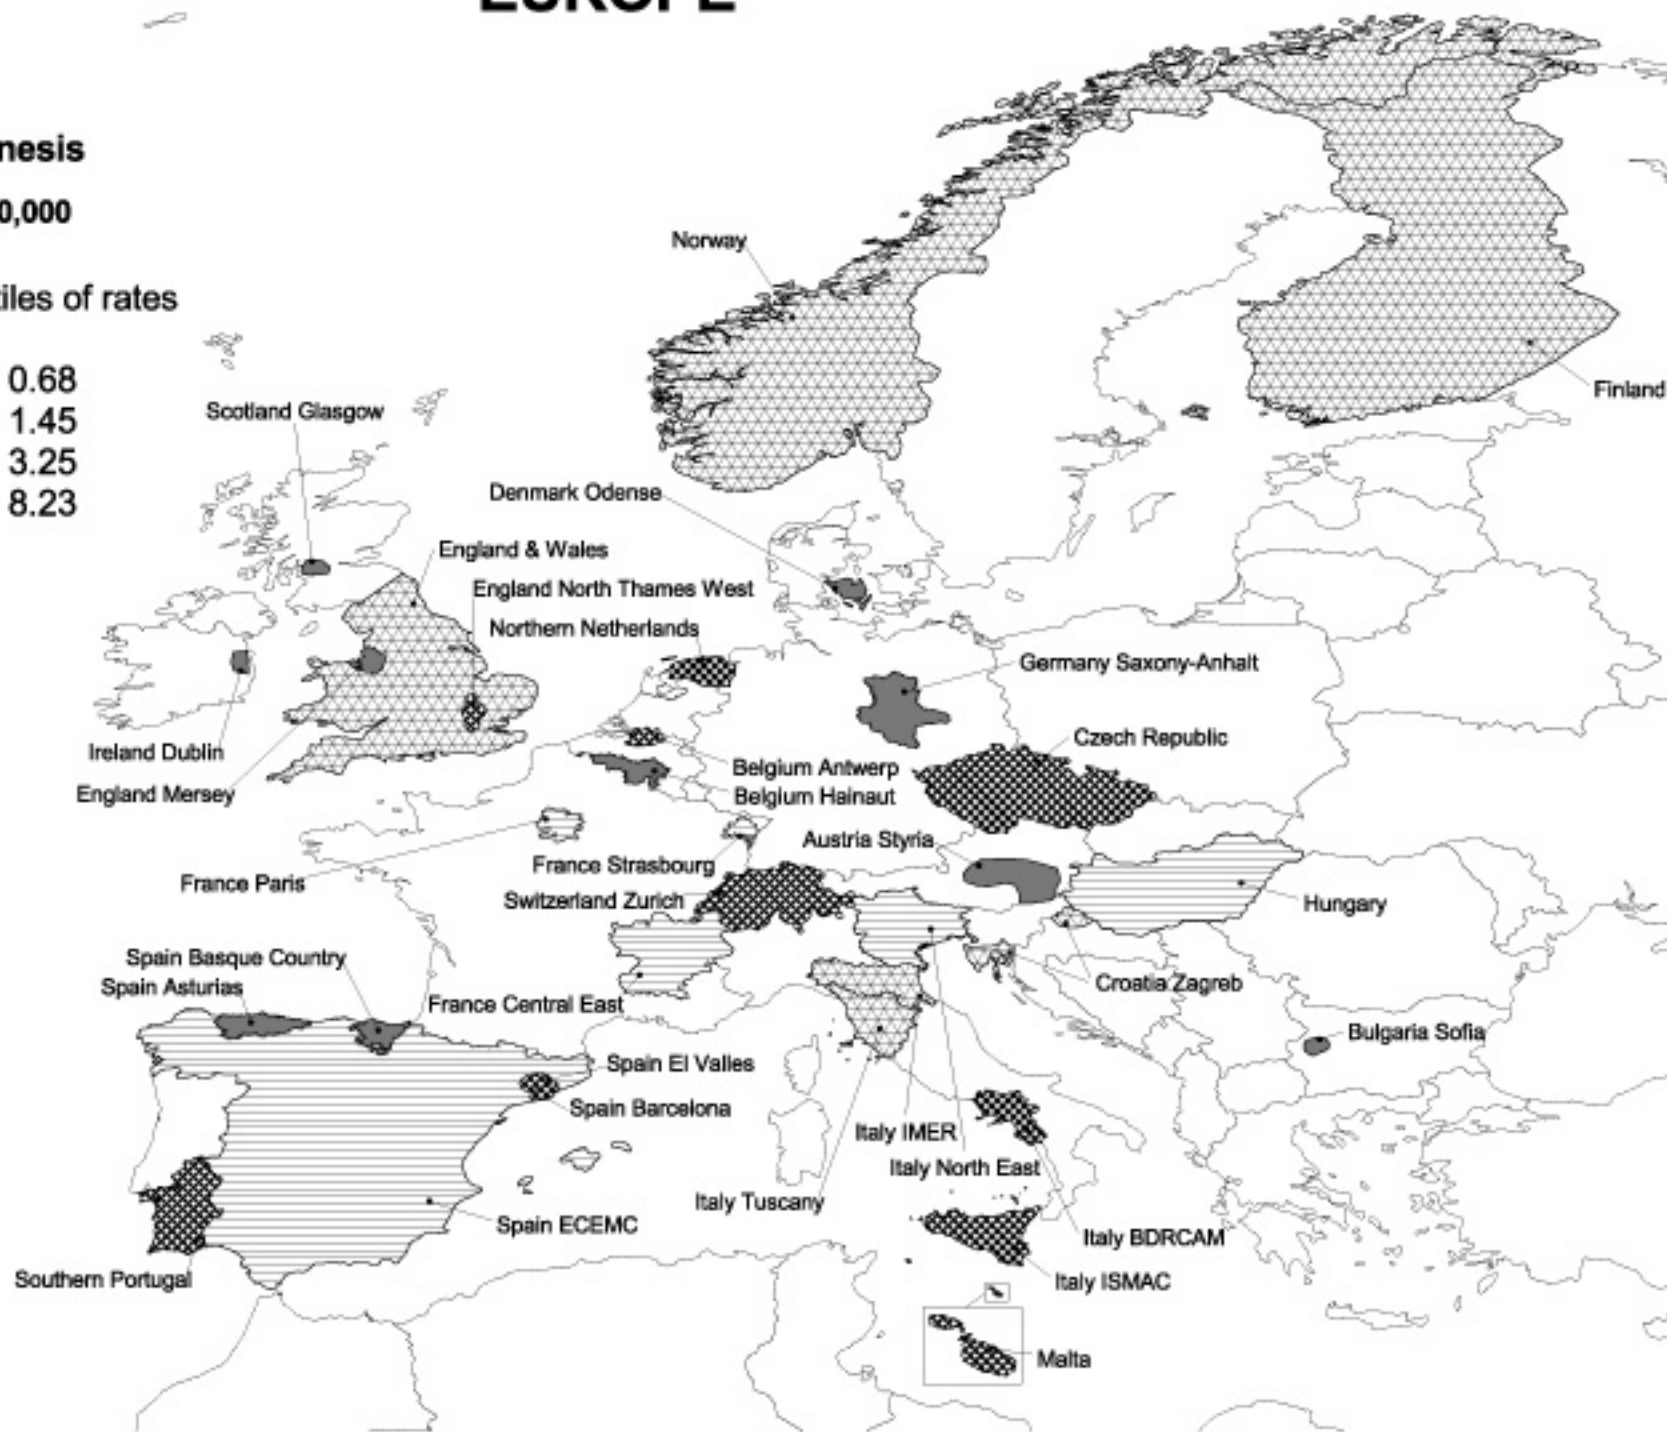 EUROPE
nesis
0,000
tiles of rates
0.68
1.45
3.25
8.23
Norway
Finland
Scotland Glasgow
Denmark Odense
England & Wales
England North Thames West
Northern Netherlands
Germany Saxony-Anhalt
Czech Republic
Ireland Dublin
Belgium Antwerp
England Mersey
Belgium Hainaut
Austria Styria
France Strasbourg
France Paris
Switzerland Zurich
Hungary
Spain Basque Country
Spain Asturias
Croatia Zagreb
France Central East
Bulgaria Sofia
Spain El Valles
Spain Barcelona
Italy IMER
Italy North East
Italy Tuscany
Spain ECEMC
Italy BDRCAM
Southern Portugal
Italy ISMAC
Malta